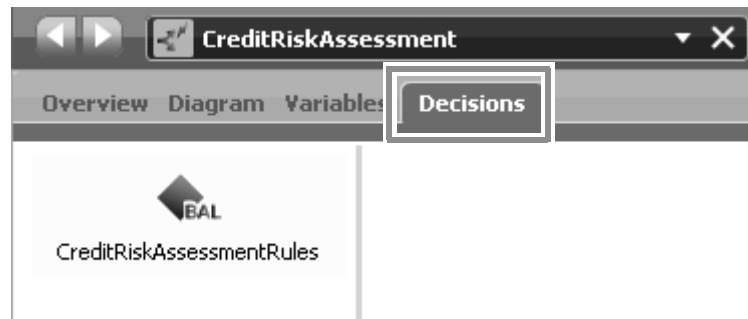 CreditRiskAssessment
Overview Diagram Variables Decisions
BAL
CreditRiskAssessmentRules